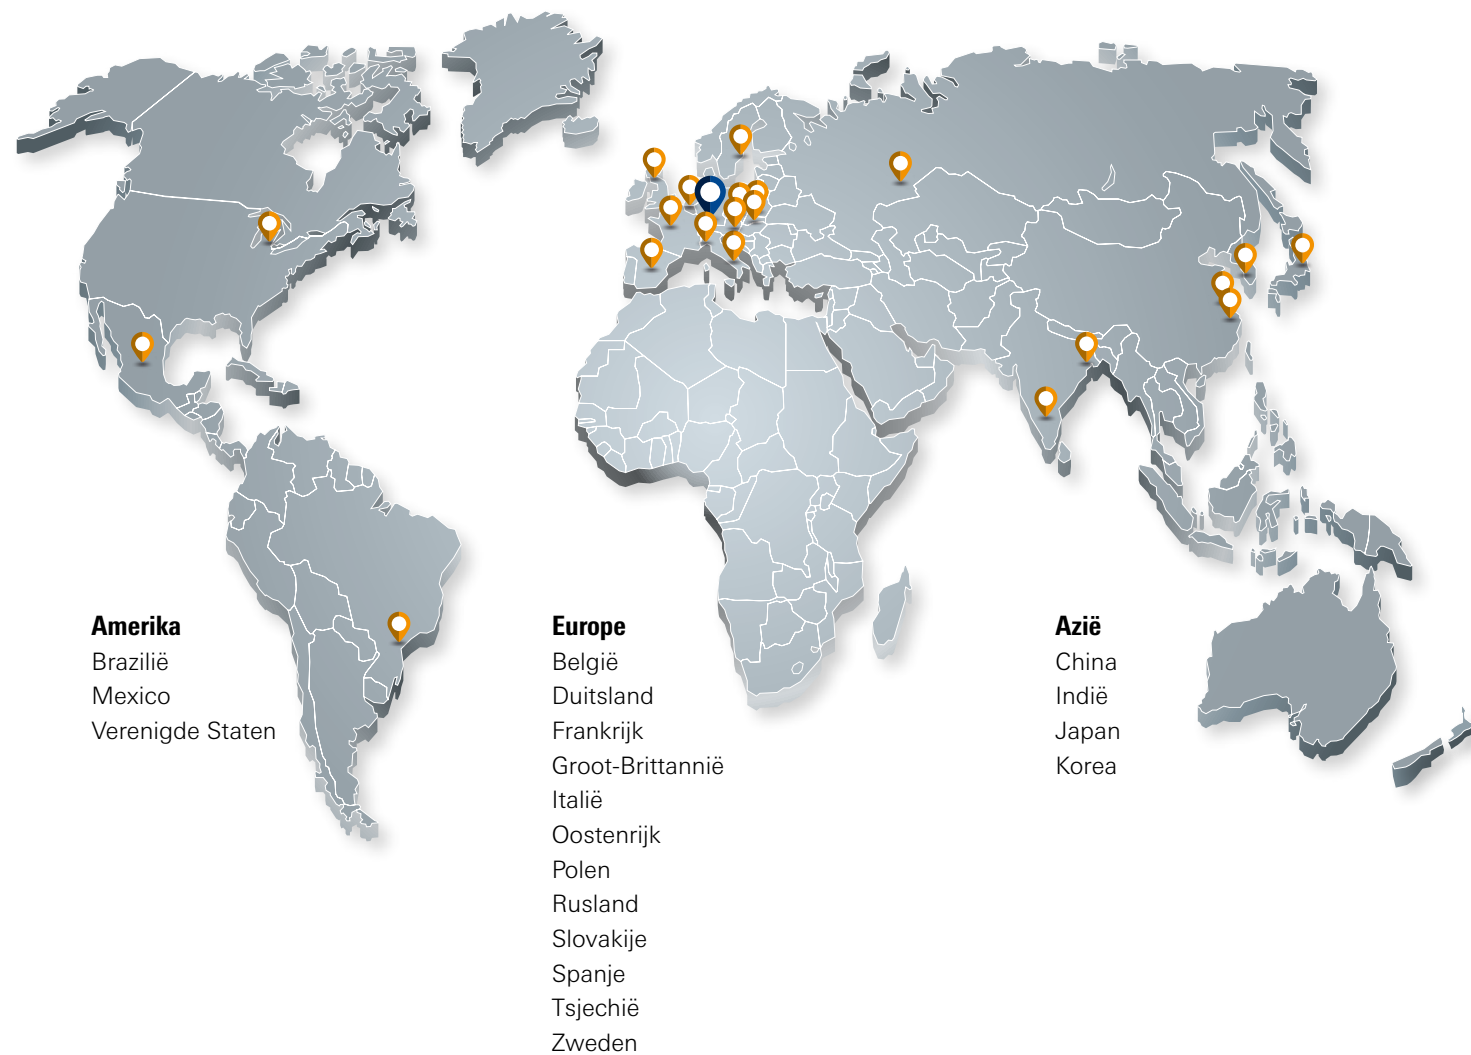 Amerika
Brazilië
Mexico
Verenigde Staten
Europe
België
Duitsland
Frankrijk
Groot-Brittannië
Italië
Oostenrijk
Polen
Rusland
Slovakije
Spanje
Tsjechië
Zweden
Azië
China
Indië
Japan
Korea